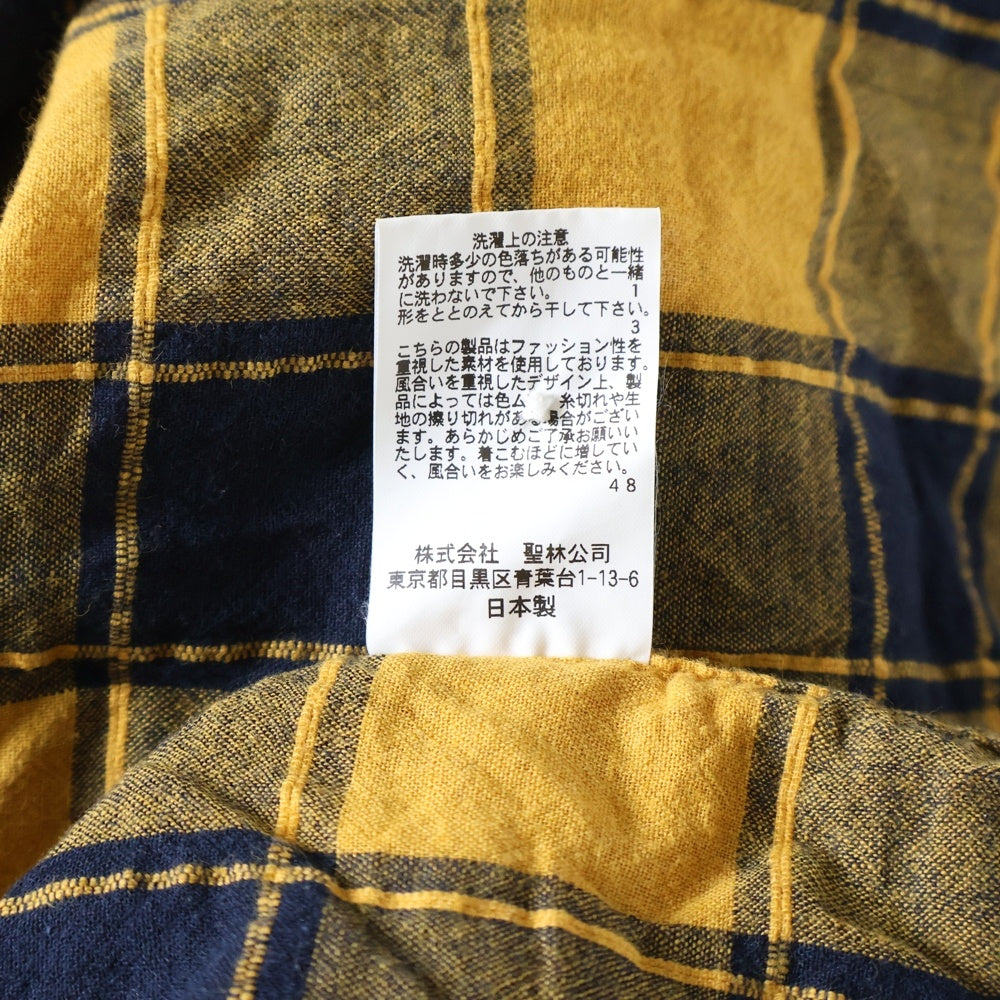 洗濯上の注意
洗濯時多少の色落ちがある可能性
がありますので、他のものと一緒
に洗わないで下さい。 1
形をととのえてから干して下さい。
3
こちらの製品はファッション性を
重視した素材を使用しております。
風合いを重視したデザイン上、製
品によっては色ム 糸切れや生
地の擦り切れがある場合がござい
ます。あらかじめご了承お願いい
たします。着こむほどに増してい
く、風合いをお楽しみください。
48
株式会社 聖林公司
東京都目黒区青葉台1-13-6
日本製